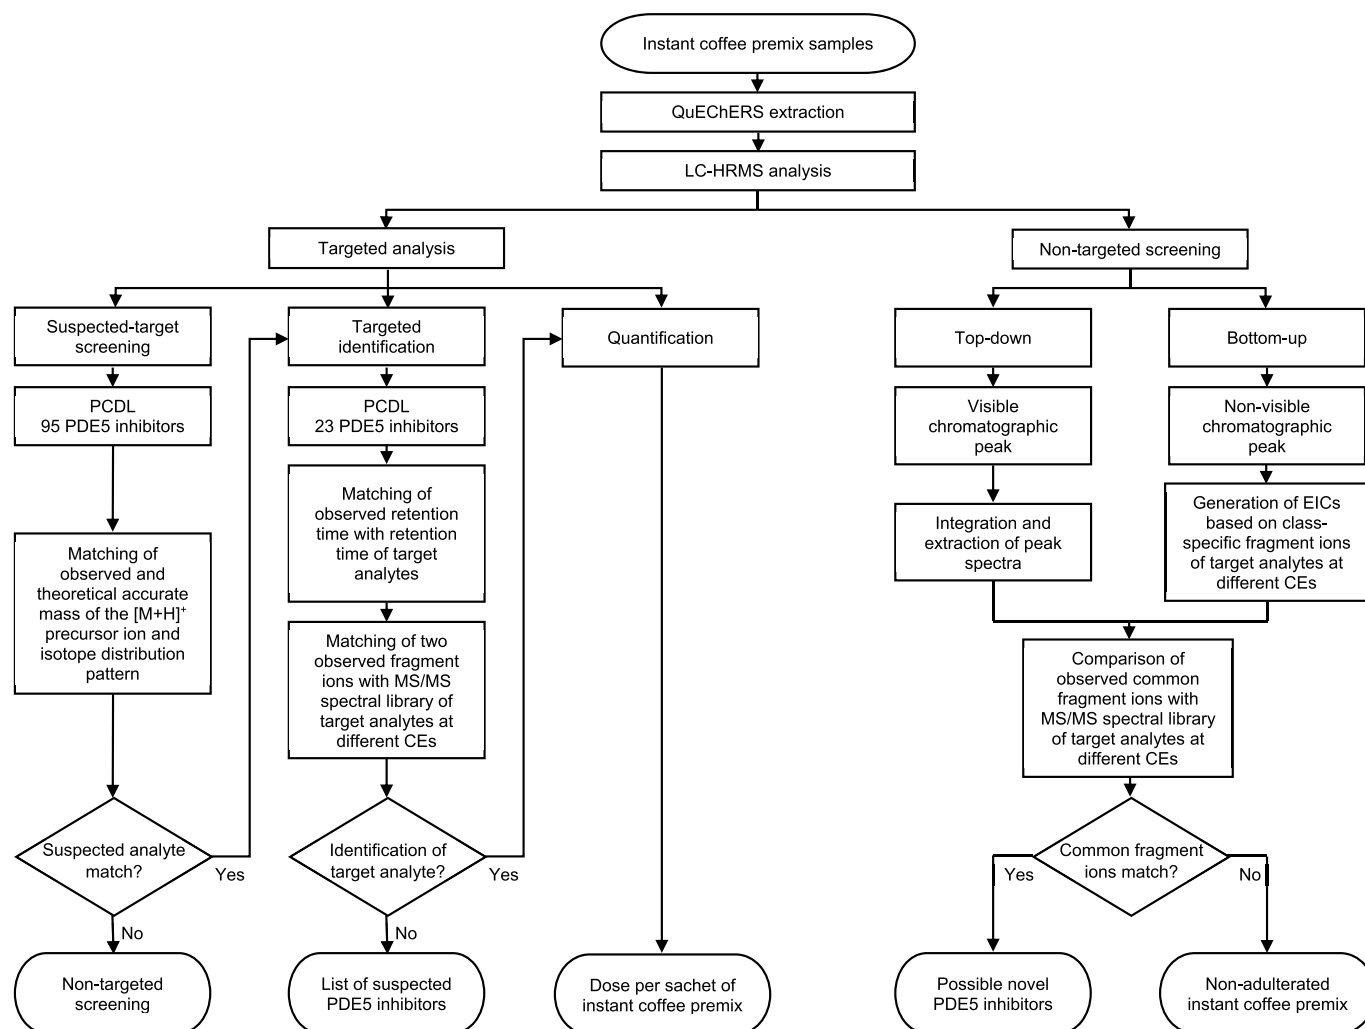 Instant coffee premix samples
QuEChERS extraction
LC-HRMS analysis
Targeted analysis
Non-targeted screening
Suspected-target
screening
Targeted
identification
Quantification
Top-down
Bottom-up
PCDL
95 PDE5 inhibitors
PCDL
23 PDE5 inhibitors
Visible
chromatographic
peak
Non-visible
chromatographic
peak
Matching of
observed and
theoretical accurate
mass of the [M+H]⁺
precursor ion and
isotope distribution
pattern
Matching of
observed retention
time with retention
time of target
analytes
Integration and
extraction of peak
spectra
Generation of EICs
based on class-
specific fragment ions
of target analytes at
different CEs
Matching of two
observed fragment
ions with MS/MS
spectral library of
target analytes at
different CEs
Comparison of
observed common
fragment ions with
MS/MS spectral library
of target analytes at
different CEs
Suspected analyte
match?
Yes
No
Identification of
target analyte?
Yes
No
Common fragment
ions match?
Yes
No
Non-targeted
screening
List of suspected
PDE5 inhibitors
Dose per sachet of
instant coffee premix
Possible novel
PDE5 inhibitors
Non-adulterated
instant coffee premix